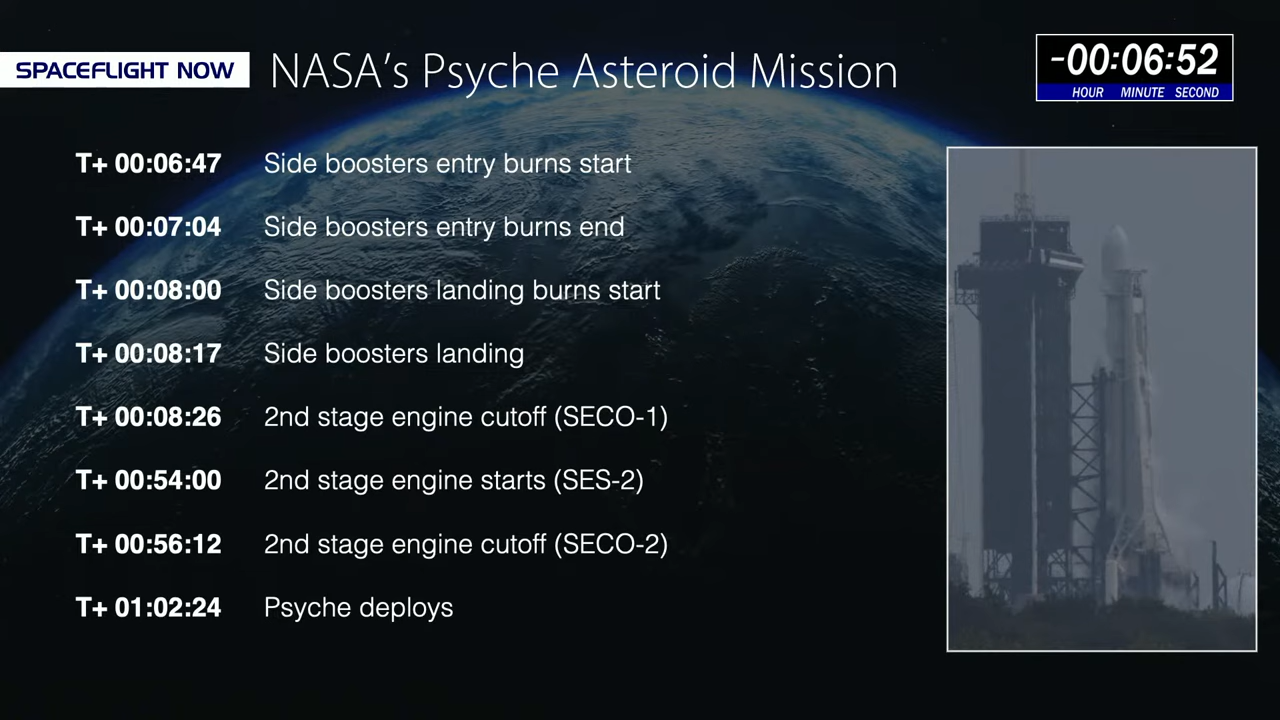 SPACEFLIGHT NOW
NASA's Psyche Asteroid Mission
-00:06:52
HOUR MINUTE SECOND
T+ 00:06:47 Side boosters entry burns start
T+ 00:07:04 Side boosters entry burns end
T+ 00:08:00 Side boosters landing burns start
T+ 00:08:17 Side boosters landing
T+ 00:08:26 2nd stage engine cutoff (SECO-1)
T+ 00:54:00 2nd stage engine starts (SES-2)
T+ 00:56:12 2nd stage engine cutoff (SECO-2)
T+ 01:02:24 Psyche deploys